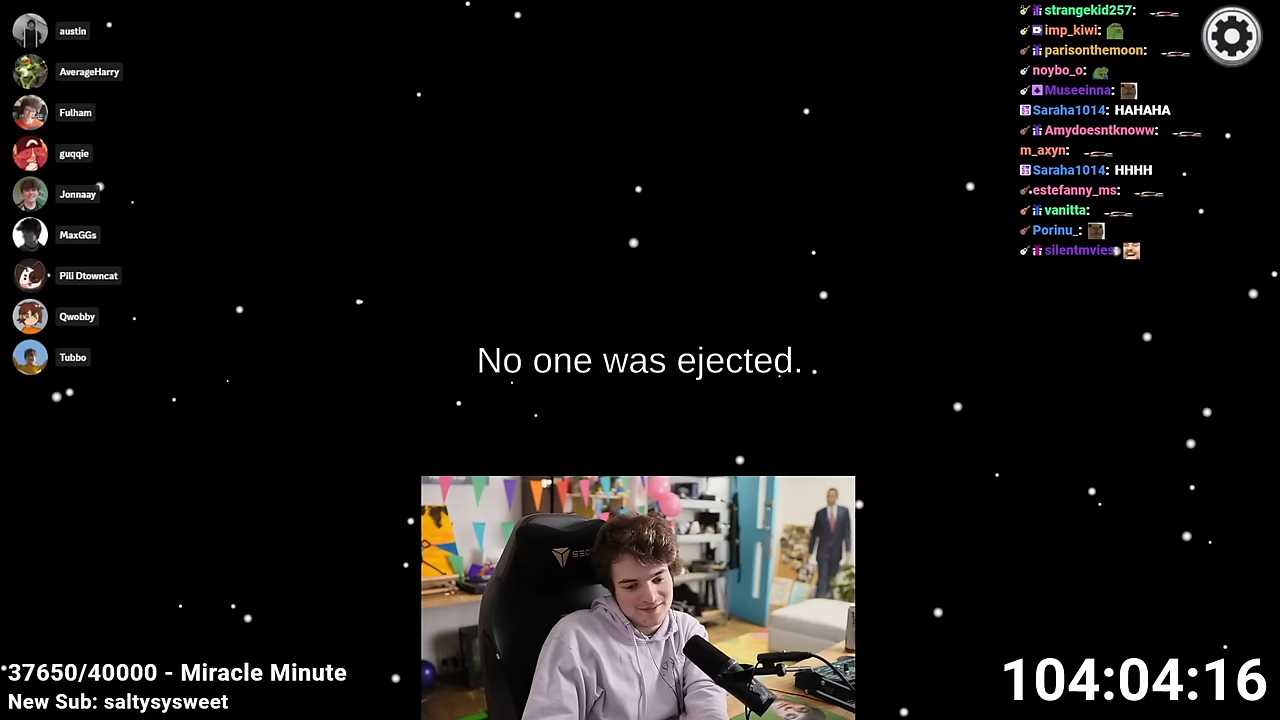 austin
AverageHarry
Fulham
guqqie
Jonnaay
MaxGGs
Pili Dtowncat
Qwobby
Tubbo
strangekid257:
imp_kiwi:
parisonthemoon:
noybo_o:
Museeinna:
Saraha1014: HAHAHA
Amydoesntknoww:
m_axyn:
Saraha1014: HHHH
estefanny_ms:
vanitta:
Porinu_:
silentmvies
No one was ejected.
37650/40000 - Miracle Minute
New Sub: saltysysweet
104:04:16